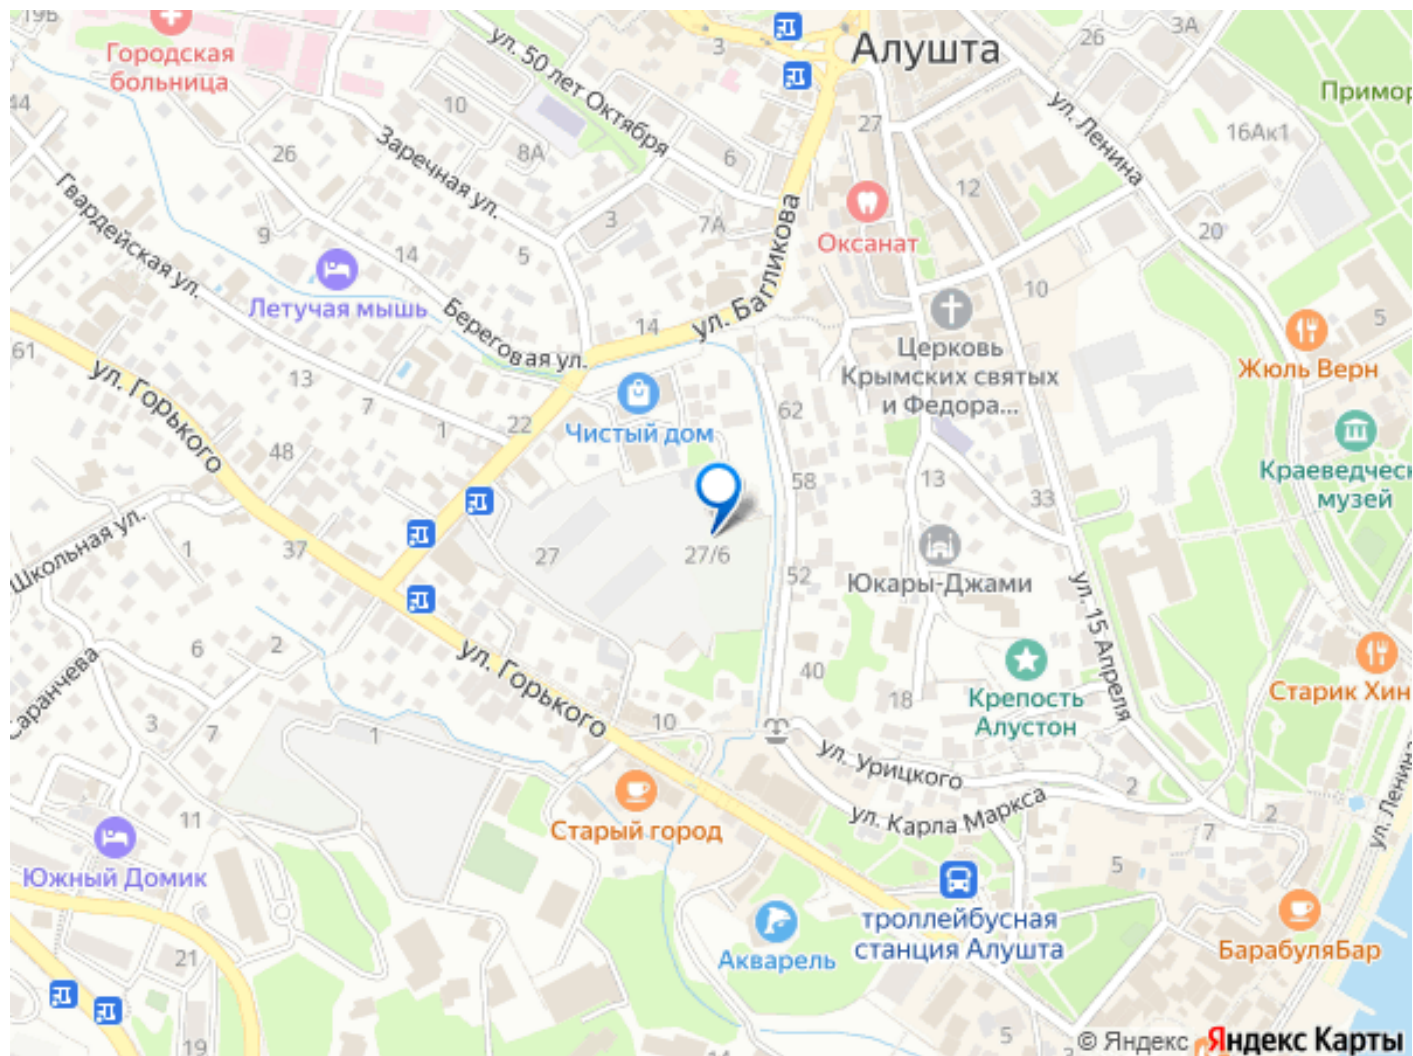 19Б
Городская
больница
44
ул. 50 лет Октября
3
Алушта
26
3А
Примор
10
Заречная ул.
26
8А
6
27
ул. Ленина
16Ак1
Гвардейская ул.
9
14
5
3
7А
ул. Багликова
Оксанат
12
20
Летучая мышь
Береговая ул.
14
10
5
61
ул. Горького
13
7
1
22
48
Чистый дом
62
Церковь
Крымских святых
и Федора...
Жюль Верн
58
13
33
Краеведчес
музей
Школьная ул.
1
37
27
27/6
52
Юкары-Джами
ул. 15 Апреля
6
2
ул. Горького
40
18
Крепость
Алустон
Старик Хин
Саранчева
3
7
1
10
ул. Урицкого
2
2
ул. Ленина
11
Южный Домик
Старый город
ул. Карла Маркса
7
5
троллейбусная
станция Алушта
БарабуляБар
Акварель
21
19
5
4
© Яндекс Яндекс Карты